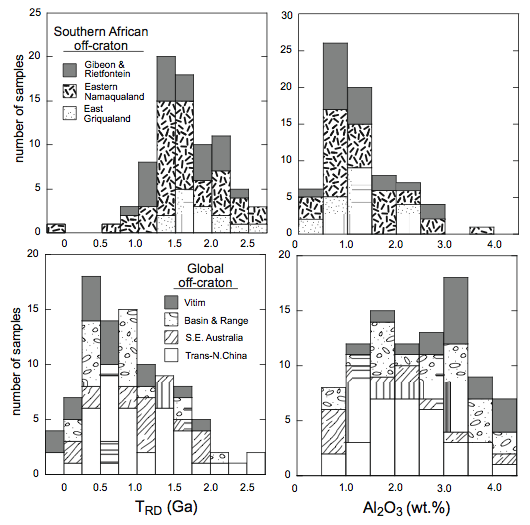 25
20
15
10
5
0
number of samples
Southern African
off-craton
Gibeon &
Rietfontein
Eastern
Namaqualand
East
Griqualand
0 0.5 1.0 1.5 2.0 2.5
30
25
20
15
10
5
0
number of samples
1.0 2.0 3.0 4.0
20
15
10
5
0
number of samples
Global
off-craton
Vitim
Basin & Range
S.E. Australia
Trans-N.China
0 0.5 1.0 1.5 2.0 2.5
TRD (Ga)
20
15
10
5
0
1.0 2.0 3.0 4.0
Al2O3 (wt.%)